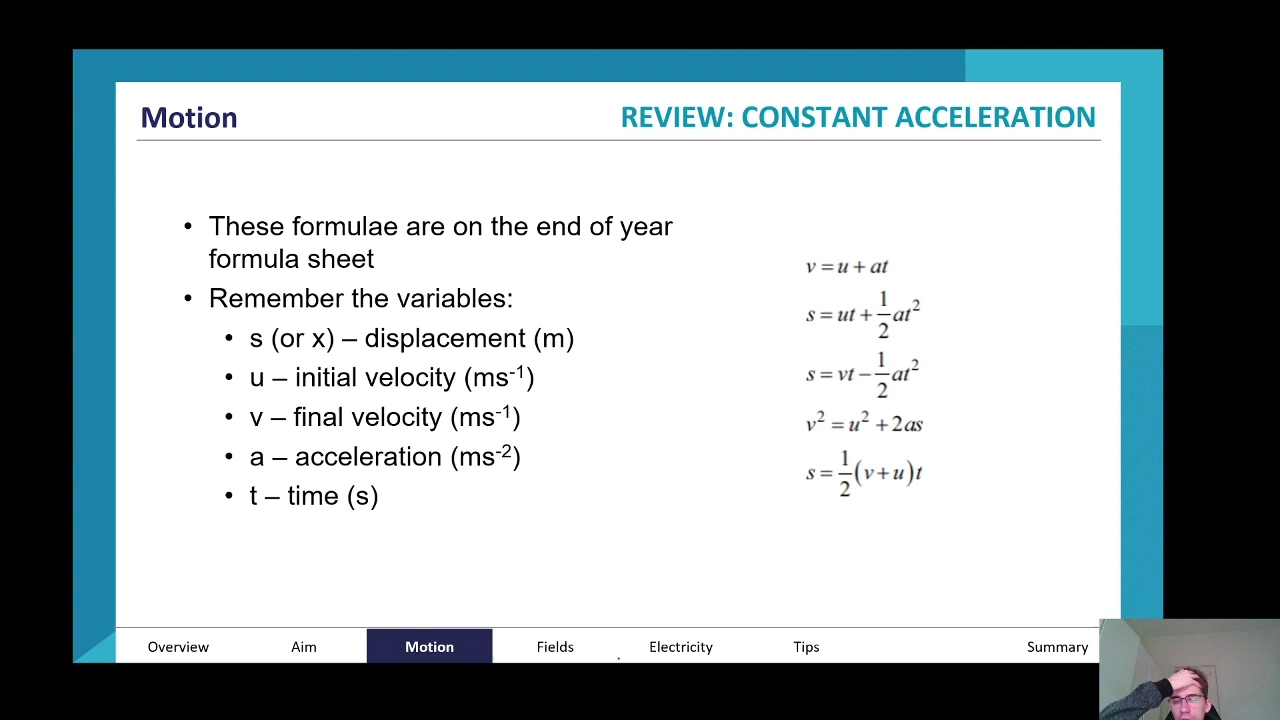 Motion
REVIEW: CONSTANT ACCELERATION
• These formulae are on the end of year
formula sheet
• Remember the variables:
• s (or x) – displacement (m)
• u – initial velocity (ms⁻¹)
• v – final velocity (ms⁻¹)
• a – acceleration (ms⁻²)
• t – time (s)
v = u + at
s = ut + 1/2 at²
s = vt − 1/2 at²
v² = u² + 2as
s = 1/2 (v + u)t
Overview Aim Motion Fields Electricity Tips Summary